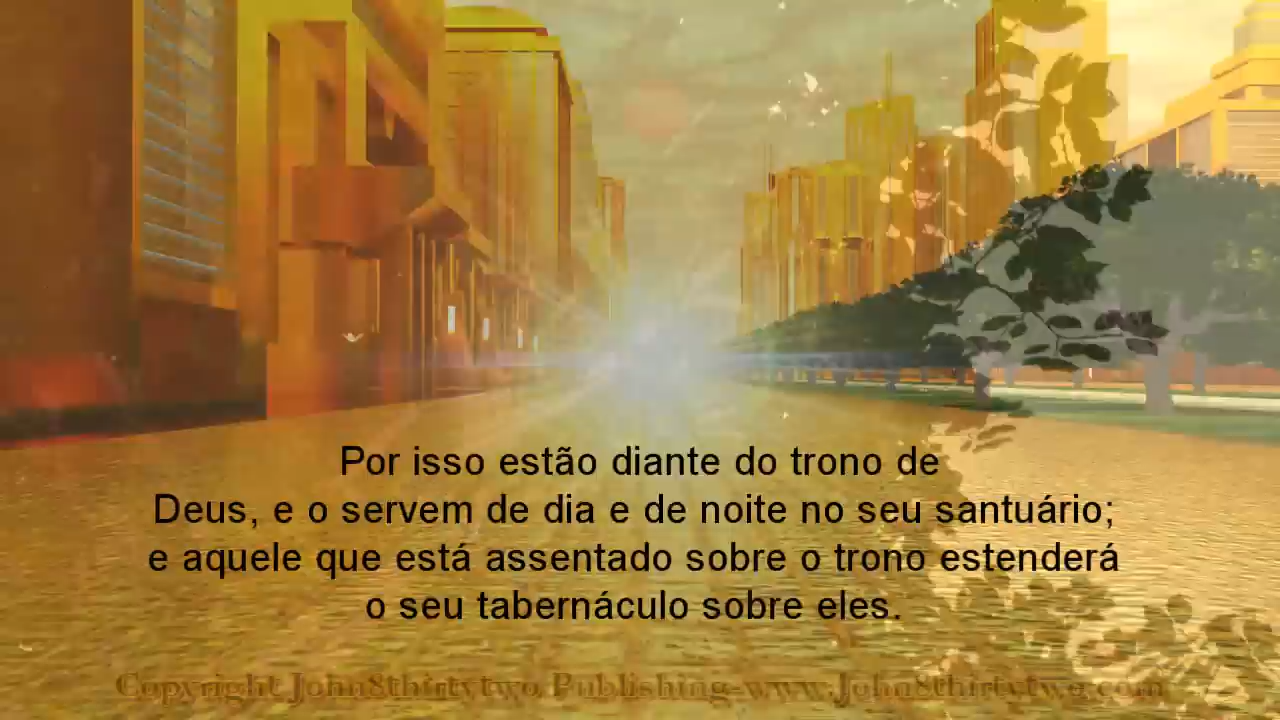 Por isso estão diante do trono de
Deus, e o servem de dia e de noite no seu santuário;
e aquele que está assentado sobre o trono estenderá
o seu tabernáculo sobre eles.
Copyright John8thirtytwo Publishing-www.John8thirtytwo.com